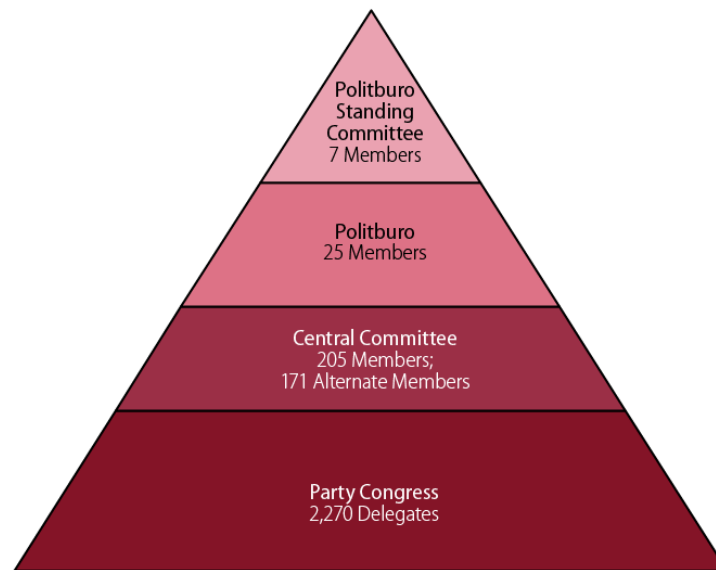 Politburo
Standing
Committee
7 Members
Politburo
25 Members
Central Committee
205 Members;
171 Alternate Members
Party Congress
2,270 Delegates